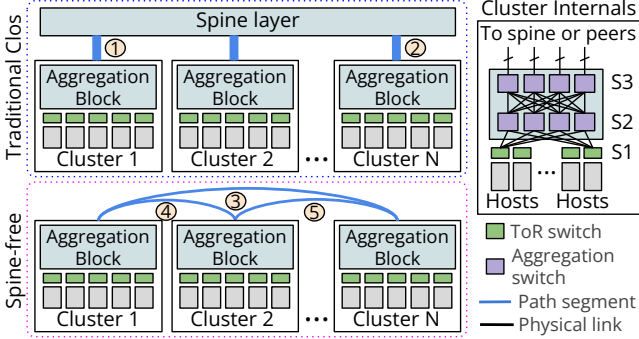 Traditional Clos
Spine layer
1
2
Aggregation
Block
Cluster 1
Aggregation
Block
Cluster 2
...
Aggregation
Block
Cluster N
Spine-free
3
4
5
Aggregation
Block
Cluster 1
Aggregation
Block
Cluster 2
...
Aggregation
Block
Cluster N
Cluster Internals
To spine or peers
S3
S2
S1
...
Hosts Hosts
ToR switch
Aggregation
switch
Path segment
Physical link